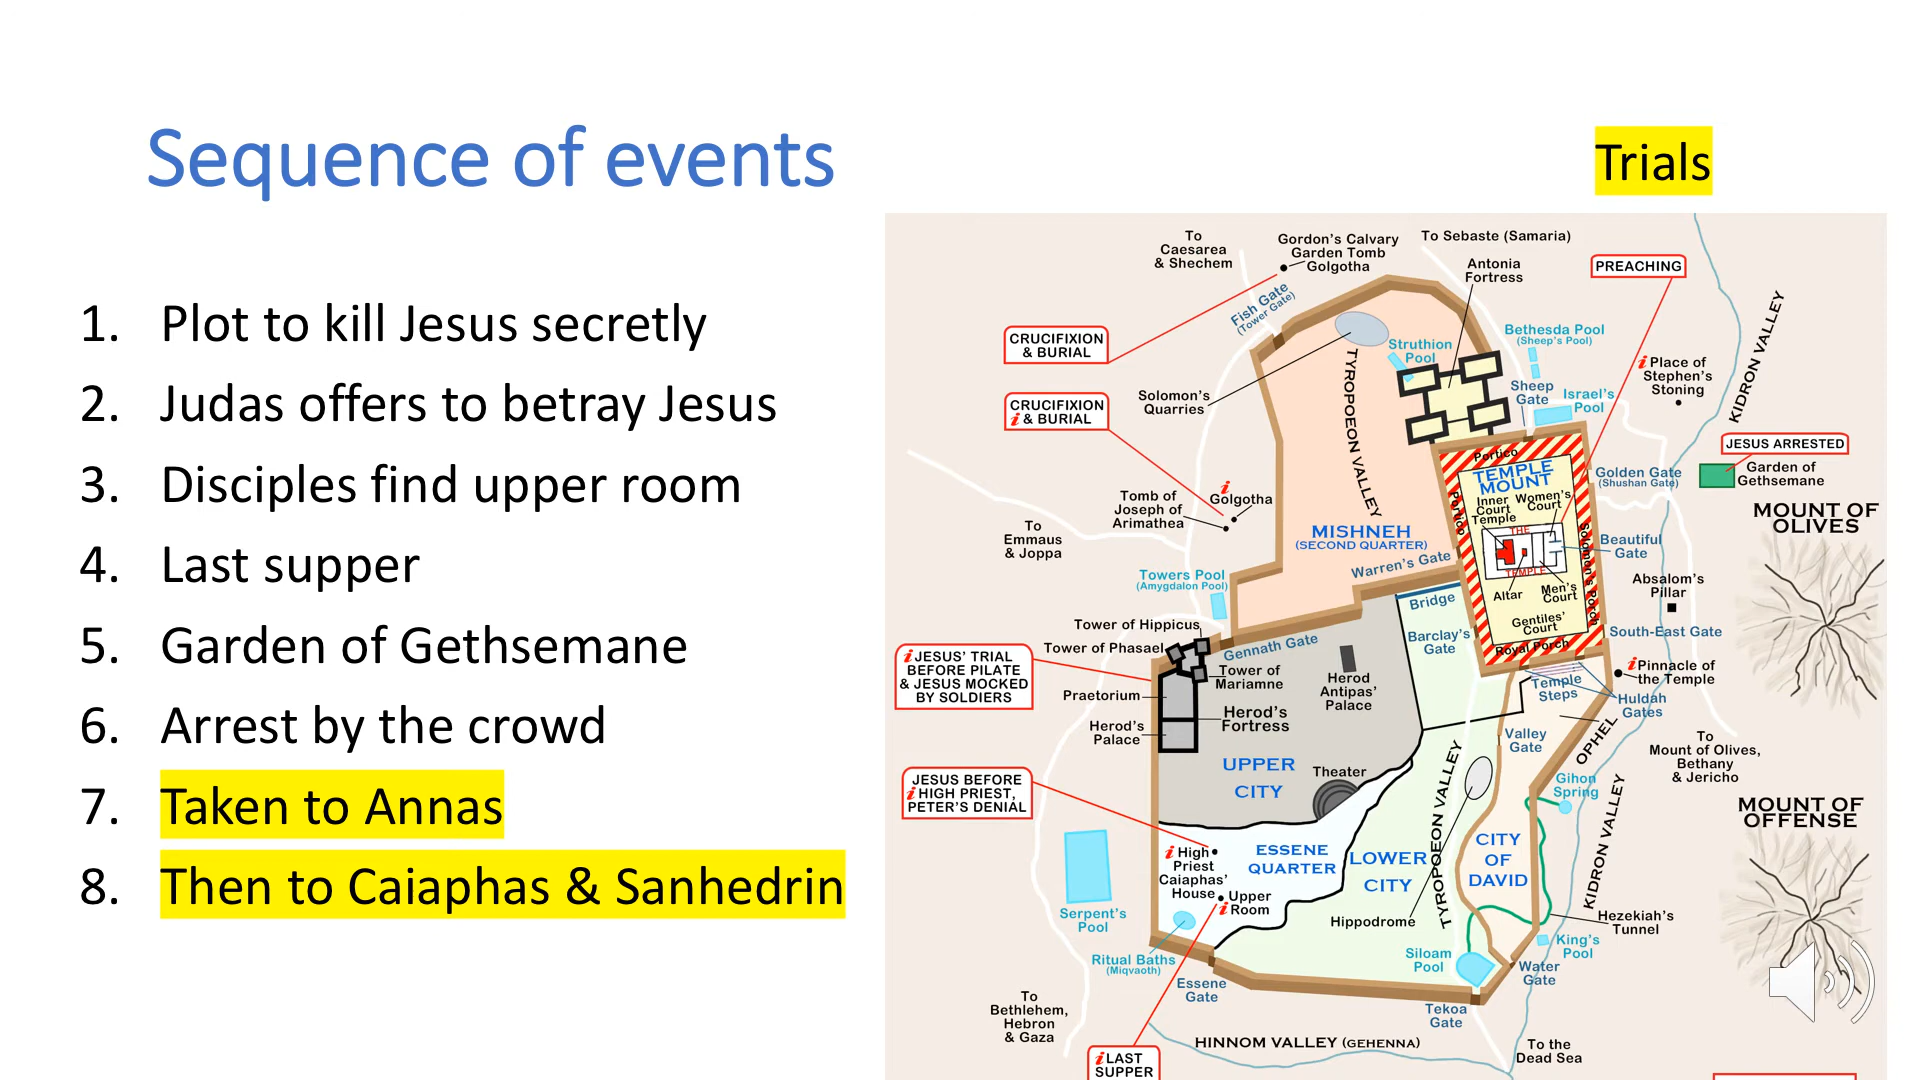 Sequence of events
Trials
1. Plot to kill Jesus secretly
2. Judas offers to betray Jesus
3. Disciples find upper room
4. Last supper
5. Garden of Gethsemane
6. Arrest by the crowd
7. Taken to Annas
8. Then to Caiaphas & Sanhedrin
To
Caesarea
& Shechem
Gordon's Calvary
Garden Tomb
Golgotha
To Sebaste (Samaria)
Antonia
Fortress
PREACHING
Fish Gate
(Tower Gate)
CRUCIFIXION
& BURIAL
Struthion
Pool
Bethesda Pool
(Sheep's Pool)
KIDRON VALLEY
i Place of
Stephen's
Stoning
Solomon's
Quarries
TYROPOEON VALLEY
Sheep
Gate
Israel's
Pool
CRUCIFIXION
i & BURIAL
JESUS ARRESTED
Garden of
Gethsemane
Portico
TEMPLE
MOUNT
Golden Gate
(Shushan Gate)
Inner
Court
Women's
Court
Temple
Portico
THE
TEMPLE
Altar
Men's
Court
Gentiles'
Court
Solomon's Porch
Royal Porch
i
Golgotha
Tomb of
Joseph of
Arimathea
MOUNT OF
OLIVES
To
Emmaus
& Joppa
MISHNEH
(SECOND QUARTER)
Beautiful
Gate
Warren's Gate
Towers Pool
(Amygdalon Pool)
Absalom's
Pillar
Bridge
Tower of Hippicus
Tower of Phasael
Gennath Gate
Barclay's
Gate
South-East Gate
i JESUS' TRIAL
BEFORE PILATE
& JESUS MOCKED
BY SOLDIERS
Tower of
Mariamne
Herod
Antipas'
Palace
Temple
Steps
i Pinnacle of
the Temple
Praetorium
Herod's
Fortress
Huldah
Gates
Herod's
Palace
Valley
Gate
OPHEL
To
Mount of Olives,
Bethany
& Jericho
UPPER
CITY
Theater
TYROPOEON VALLEY
Gihon
Spring
JESUS BEFORE
i HIGH PRIEST,
PETER'S DENIAL
KIDRON VALLEY
MOUNT OF
OFFENSE
i High
Priest
Caiaphas'
House
ESSENE
QUARTER
LOWER
CITY
CITY
OF
DAVID
Upper
i Room
Serpent's
Pool
Hippodrome
Hezekiah's
Tunnel
Ritual Baths
(Miqvaoth)
Siloam
Pool
King's
Pool
Water
Gate
Essene
Gate
To
Bethlehem,
Hebron
& Gaza
Tekoa
Gate
HINNOM VALLEY (GEHENNA)
To the
Dead Sea
i LAST
SUPPER